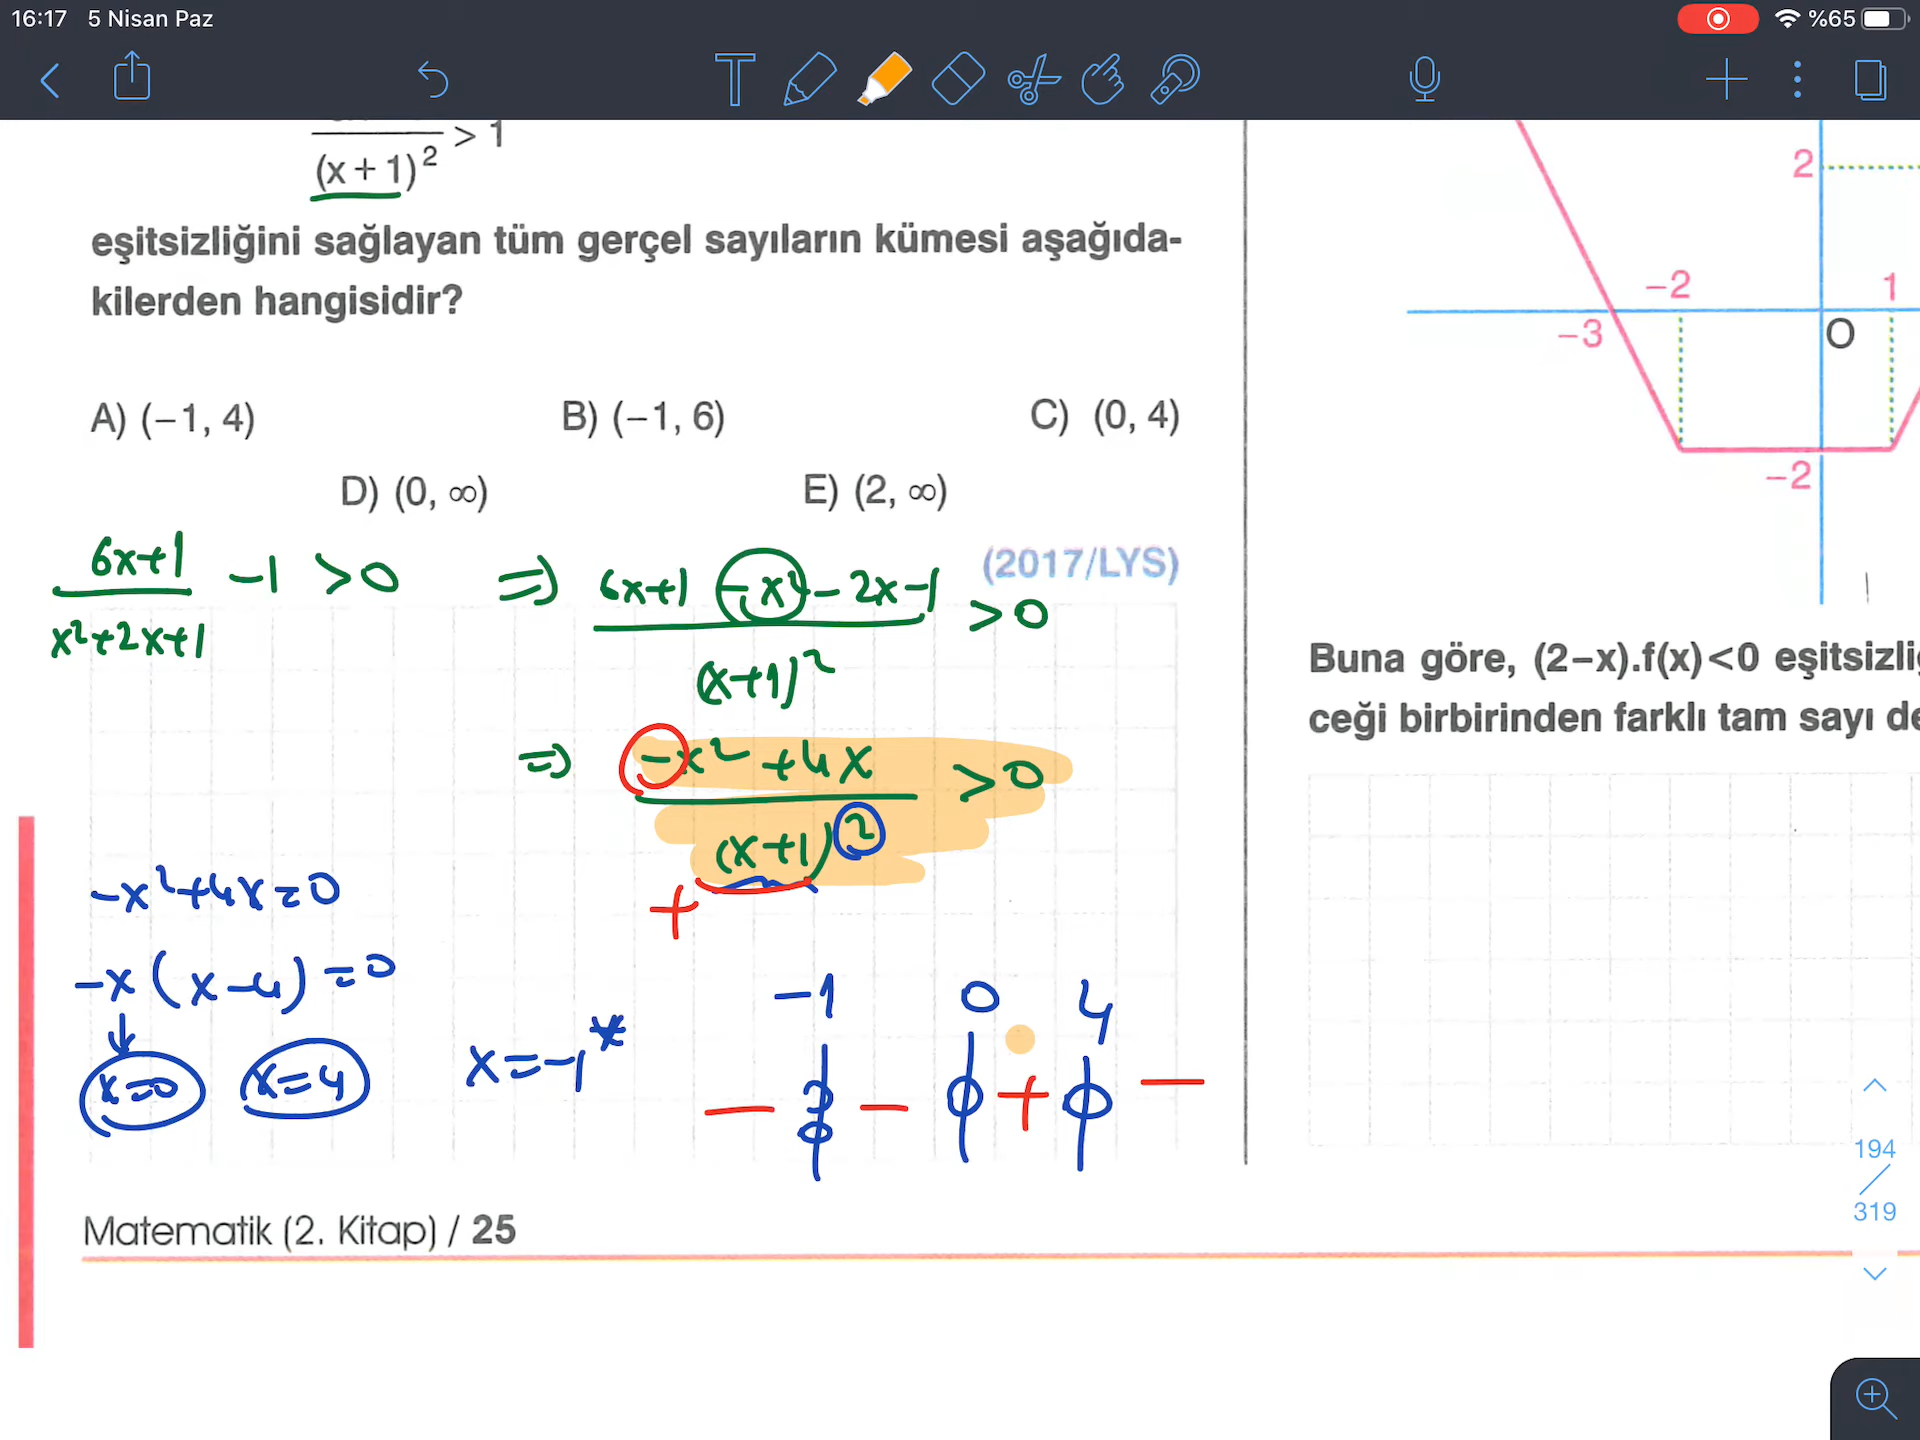 16:17 5 Nisan Paz %65
> 1
(x + 1)²
eşitsizliğini sağlayan tüm gerçel sayıların kümesi aşağıda-
kilerden hangisidir?
A) (−1, 4) B) (−1, 6) C) (0, 4)
D) (0, ∞) E) (2, ∞)
(2017/LYS)
6x+1 −1 >0 ⇒ 6x+1 −x² − 2x −1 >0
x²+2x+1 (x+1)²
⇒ −x² +4x >0
(x+1)²
+
−x²+4x=0
−x (x−4) =0
x=0 x=4 x=−1*
−1 0 4
− − + −
Matematik (2. Kitap) / 25
2
−2 1
−3 O
−2
Buna göre, (2−x).f(x)<0 eşitsizli
ceği birbirinden farklı tam sayı de
194
319